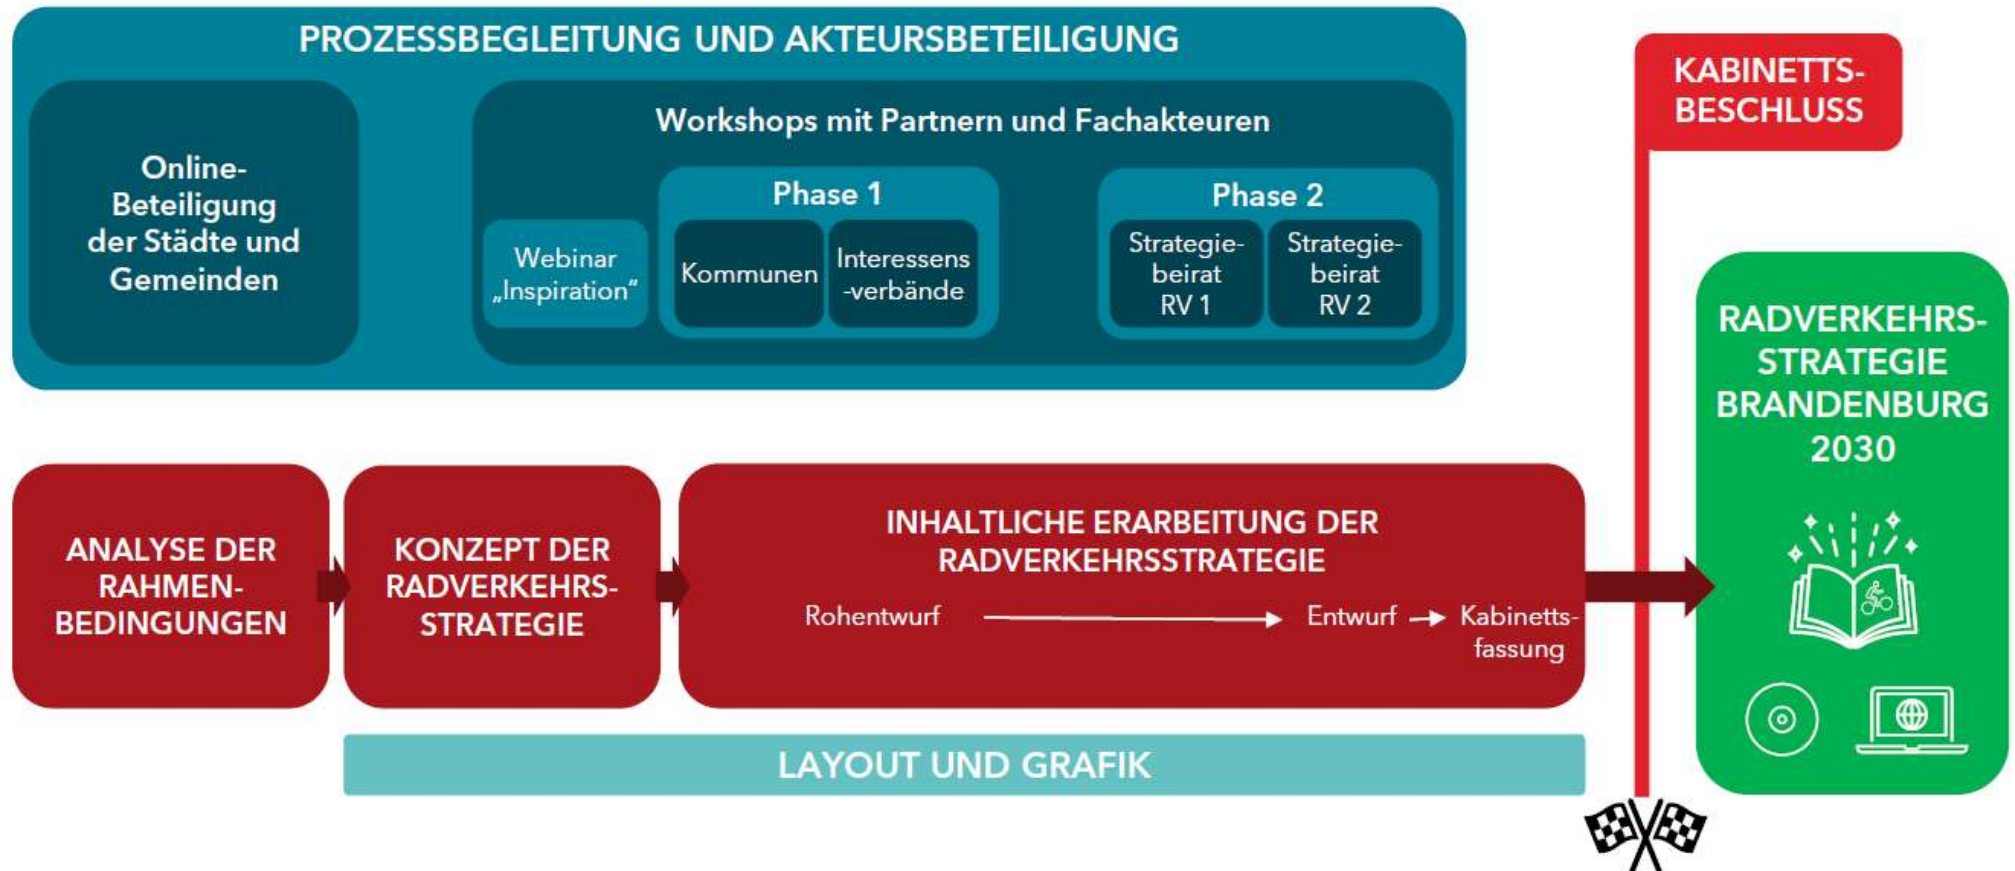 PROZESSBEGLEITUNG UND AKTEURSBETEILIGUNG
Online-
Beteiligung
der Städte und
Gemeinden
Workshops mit Partnern und Fachakteuren
Webinar
„Inspiration“
Phase 1
Kommunen
Interessens
-verbände
Phase 2
Strategie-
beirat
RV 1
Strategie-
beirat
RV 2
KABINETTS-
BESCHLUSS
ANALYSE DER
RAHMEN-
BEDINGUNGEN
KONZEPT DER
RADVERKEHRS-
STRATEGIE
INHALTLICHE ERARBEITUNG DER
RADVERKEHRSSTRATEGIE
Rohentwurf
Entwurf
Kabinetts-
fassung
LAYOUT UND GRAFIK
RADVERKEHRS-
STRATEGIE
BRANDENBURG
2030